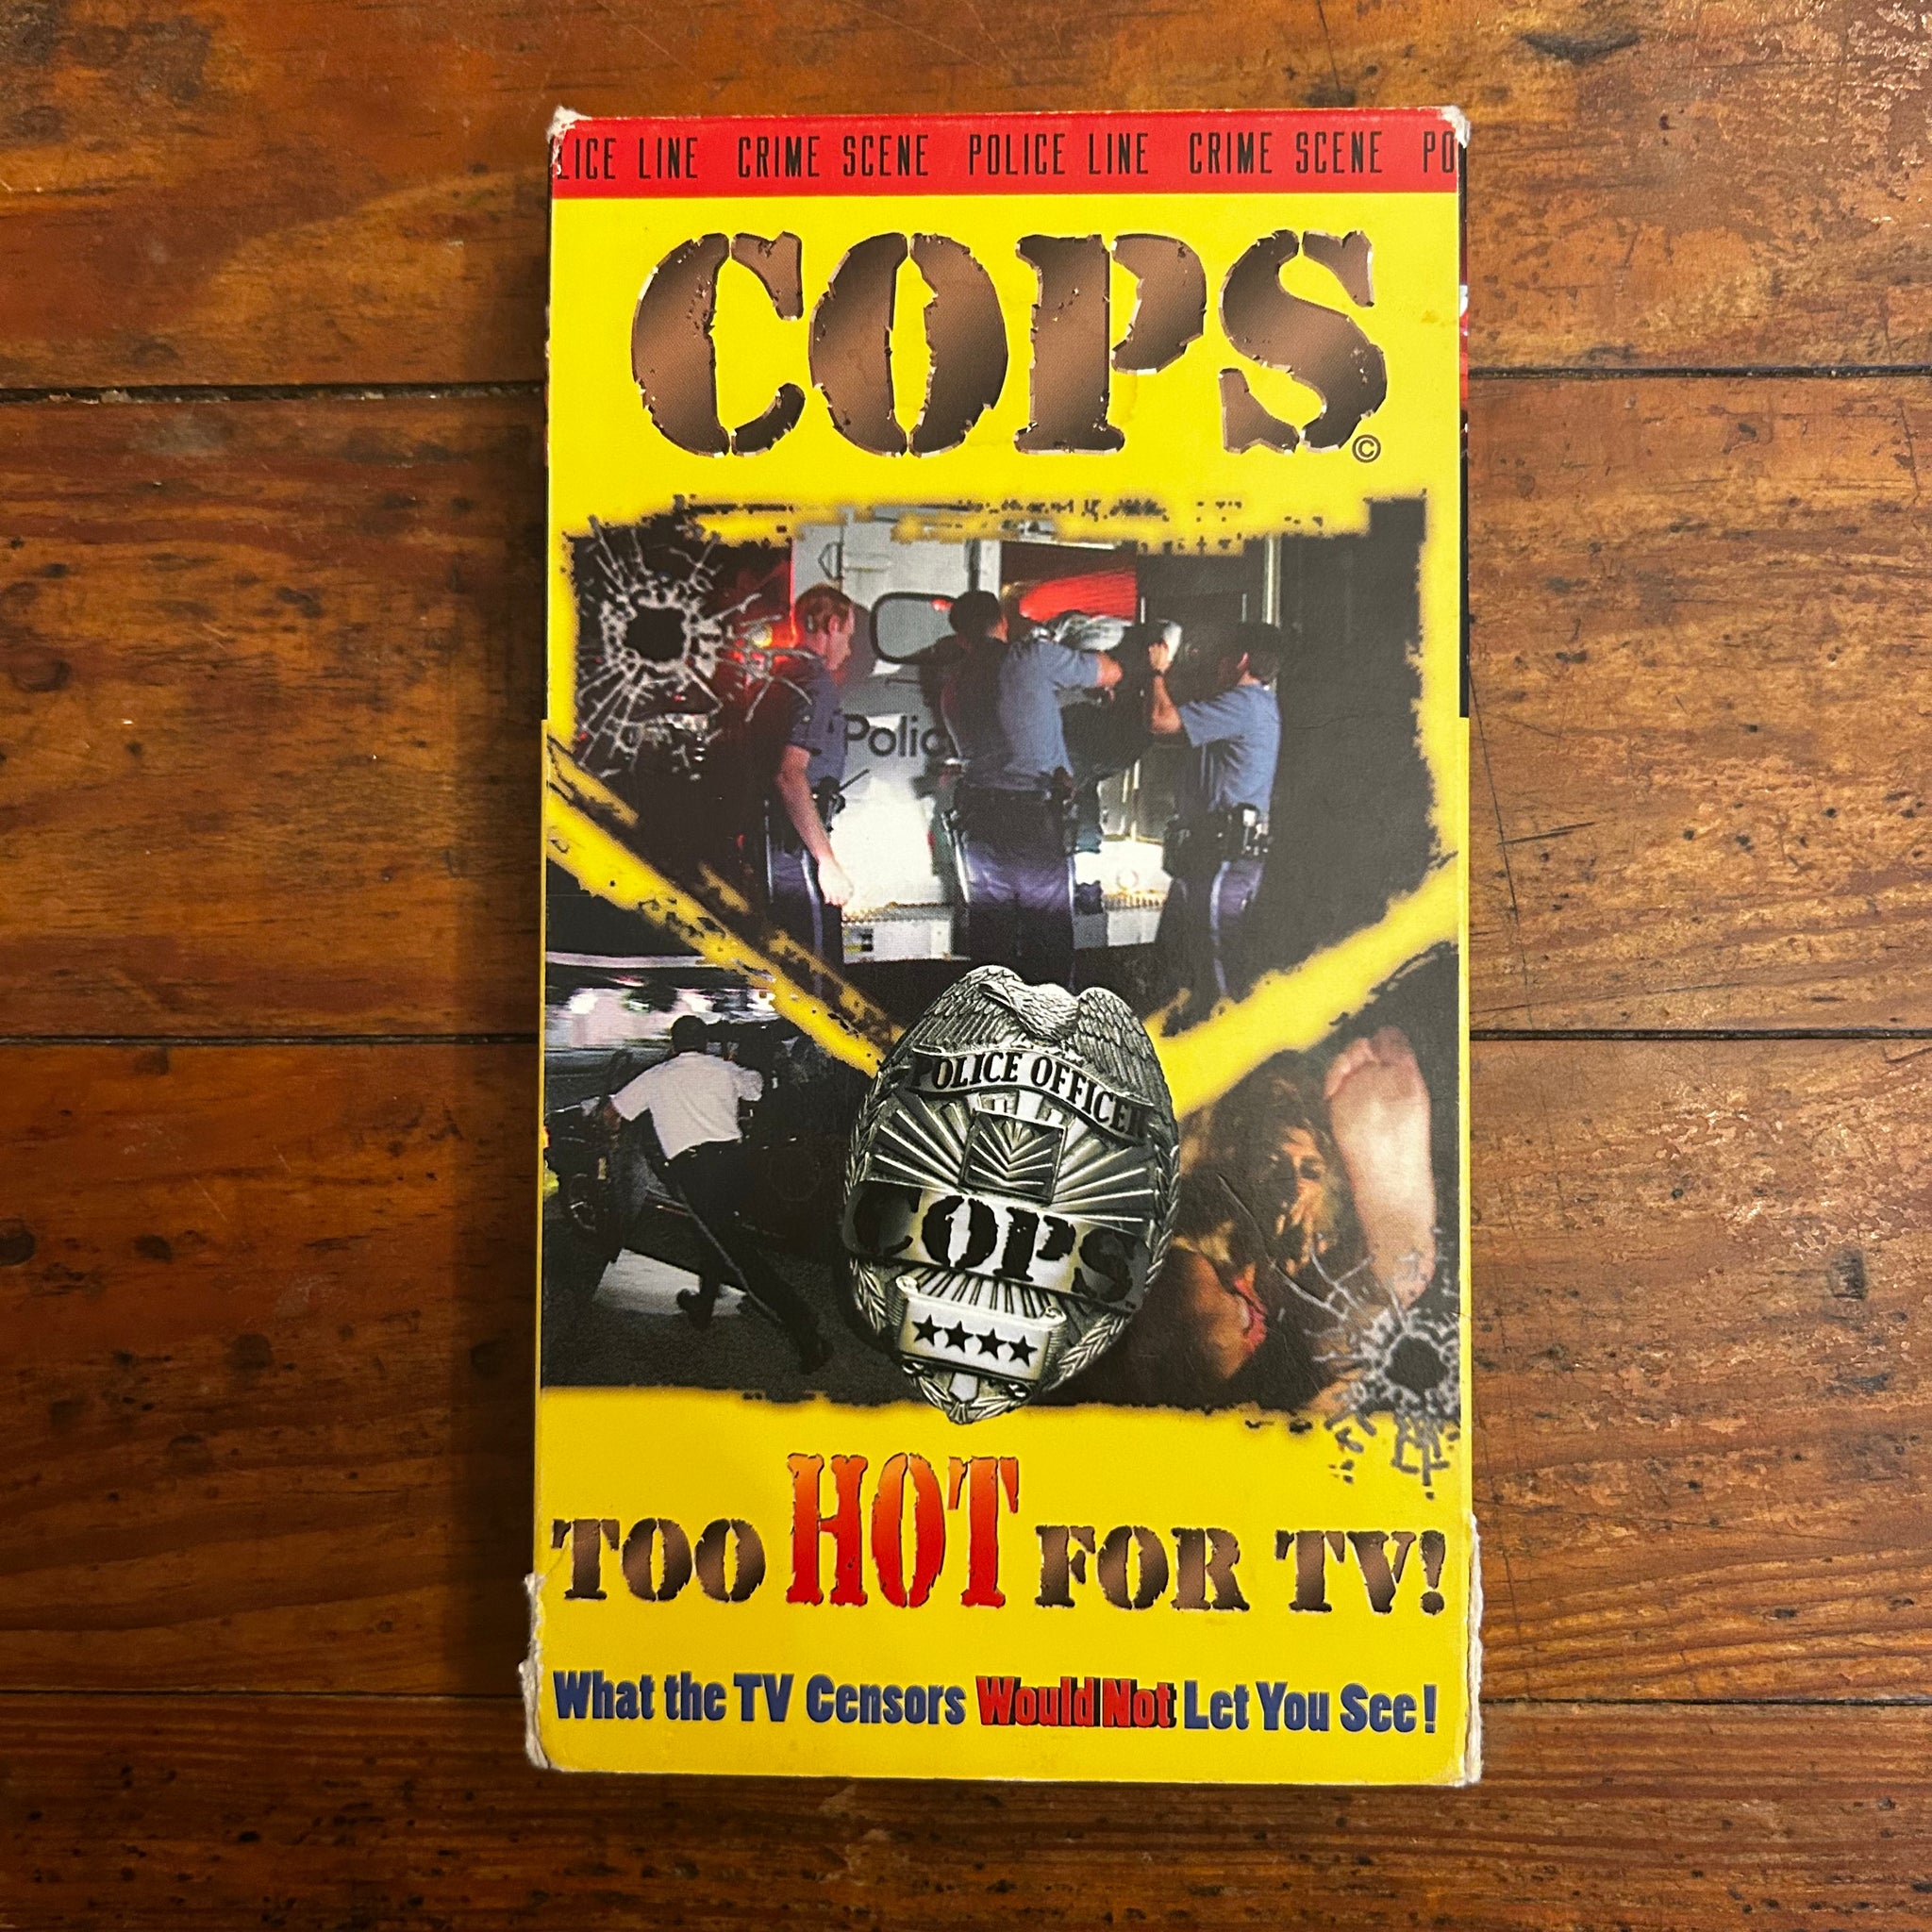 LICE LINE CRIME SCENE POLICE LINE CRIME SCENE PO
COPS©
Polic
POLICE OFFICER
COPS
TOO HOT FOR TV!
What the TV Censors Would Not Let You See!